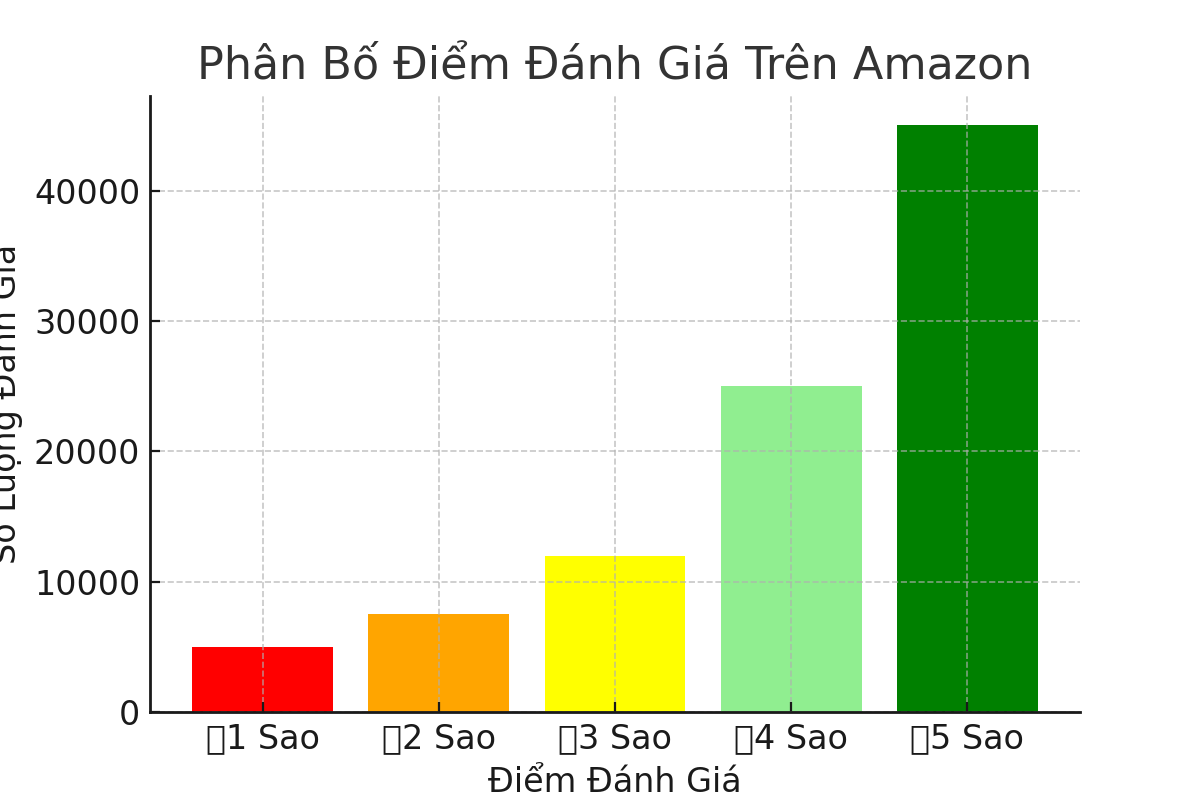 Phân Bố Điểm Đánh Giá Trên Amazon
Số Lượng Đánh Giá
40000
30000
20000
10000
0
1 Sao 2 Sao 3 Sao 4 Sao 5 Sao
Điểm Đánh Giá